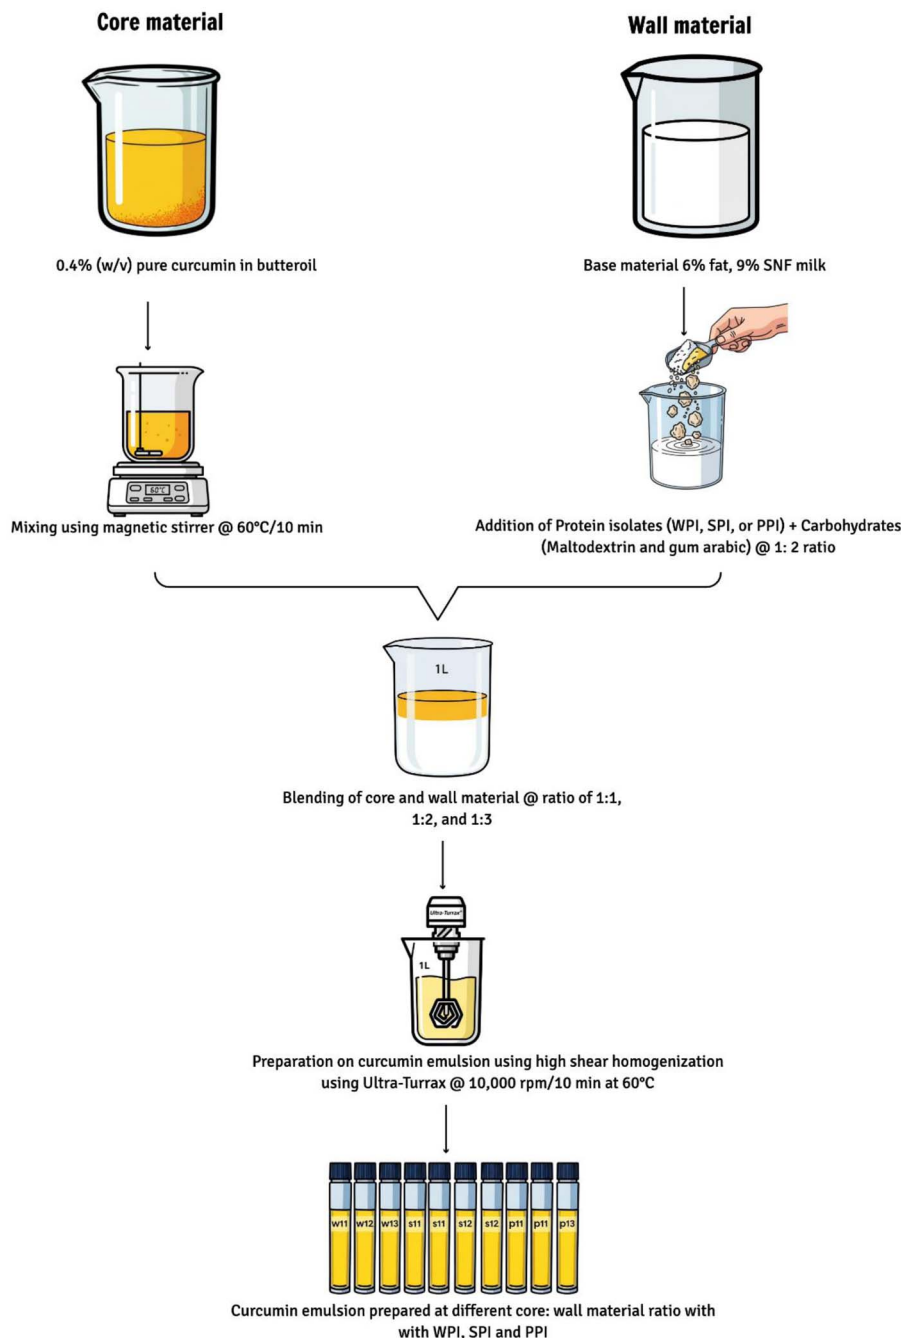 Core material
Wall material
0.4% (w/v) pure curcumin in butteroil
Base material 6% fat, 9% SNF milk
60°C
Mixing using magnetic stirrer @ 60°C/10 min
Addition of Protein isolates (WPI, SPI, or PPI) + Carbohydrates
(Maltodextrin and gum arabic) @ 1: 2 ratio
1L
Blending of core and wall material @ ratio of 1:1,
1:2, and 1:3
Ultra-Turrax
1L
Preparation on curcumin emulsion using high shear homogenization
using Ultra-Turrax @ 10,000 rpm/10 min at 60°C
w11 w12 w13 s11 s11 s12 s12 p11 p11 p13
Curcumin emulsion prepared at different core: wall material ratio with
with WPI, SPI and PPI